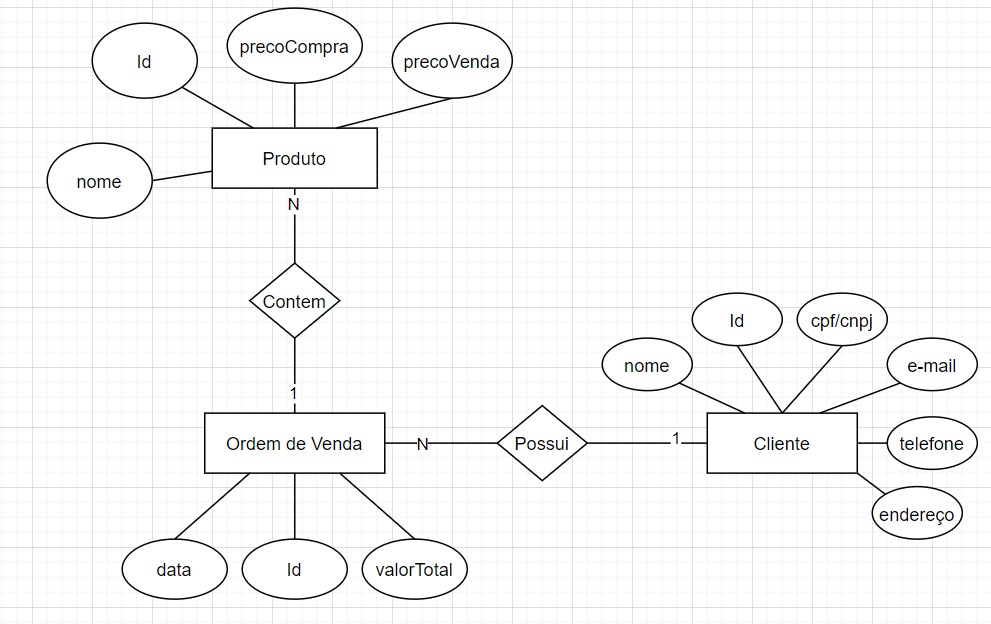 Id
precoCompra
precoVenda
nome
Produto
N
Contem
1
Ordem de Venda
N
Possui
1
Cliente
nome
Id
cpf/cnpj
e-mail
telefone
endereço
data
Id
valorTotal